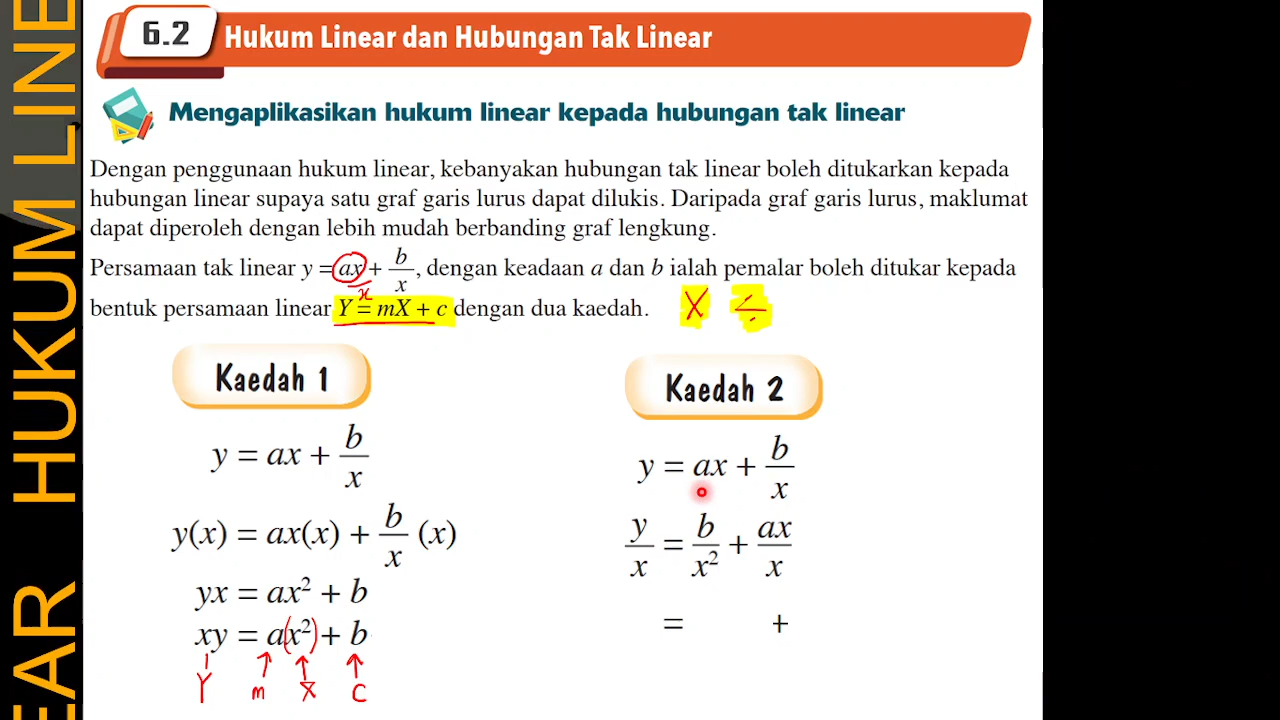 HUKUM LINE
EAR
6.2 Hukum Linear dan Hubungan Tak Linear
Mengaplikasikan hukum linear kepada hubungan tak linear
Dengan penggunaan hukum linear, kebanyakan hubungan tak linear boleh ditukarkan kepada
hubungan linear supaya satu graf garis lurus dapat dilukis. Daripada graf garis lurus, maklumat
dapat diperoleh dengan lebih mudah berbanding graf lengkung.
Persamaan tak linear y = ax + b/x, dengan keadaan a dan b ialah pemalar boleh ditukar kepada
x
bentuk persamaan linear Y = mX + c dengan dua kaedah. X ÷
Kaedah 1
y = ax + b/x
y(x) = ax(x) + b/x (x)
yx = ax² + b
xy = a(x²) + b
Y m X C
Kaedah 2
y = ax + b/x
y/x = b/x² + ax/x
= +